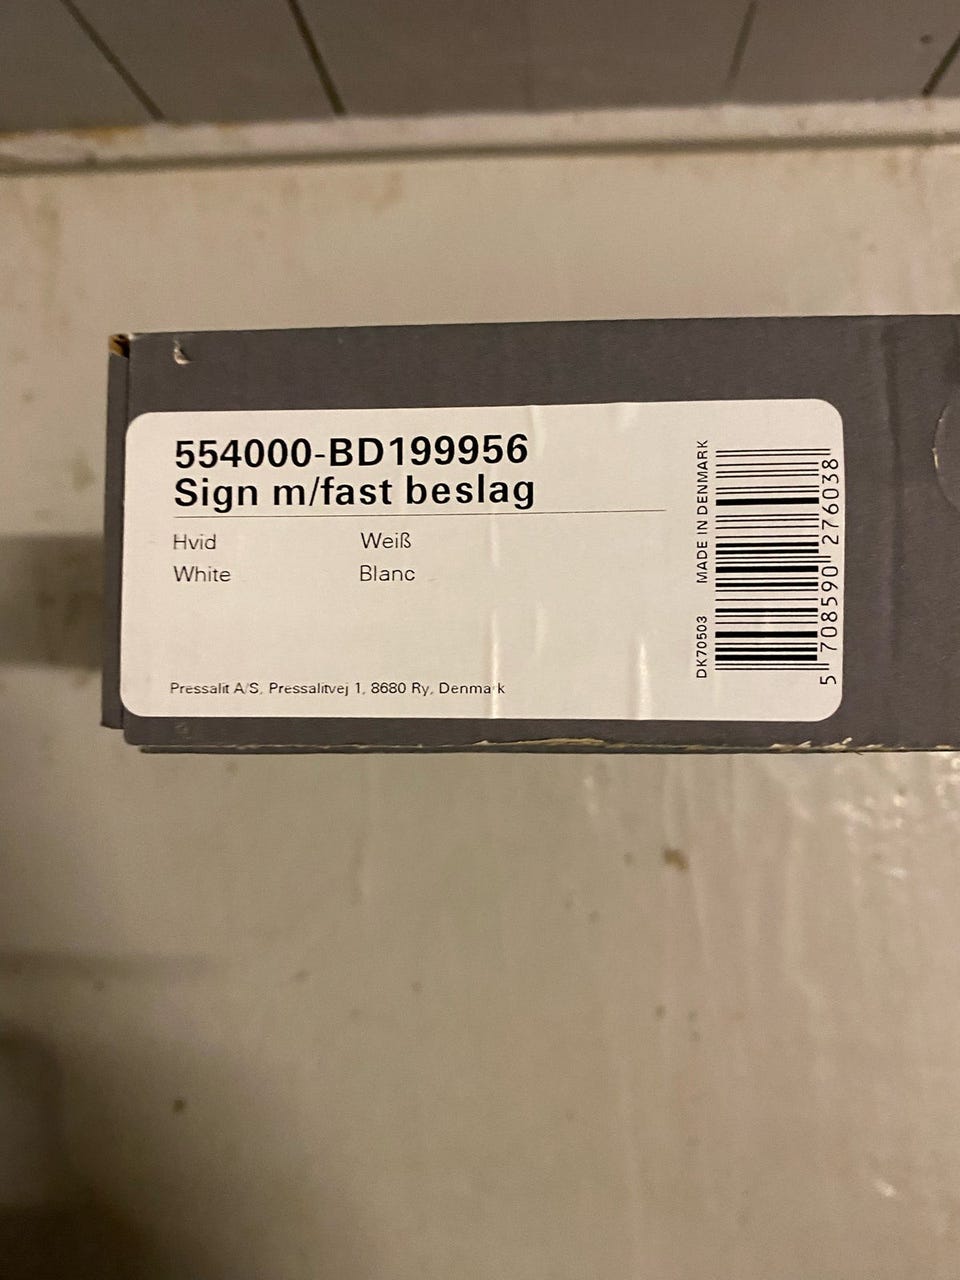 554000-BD199956
Sign m/fast beslag
Hvid Weiß
White Blanc
Pressalit A/S, Pressalitvej 1, 8680 Ry, Denmark
DK70503 MADE IN DENMARK
5 708590 276038